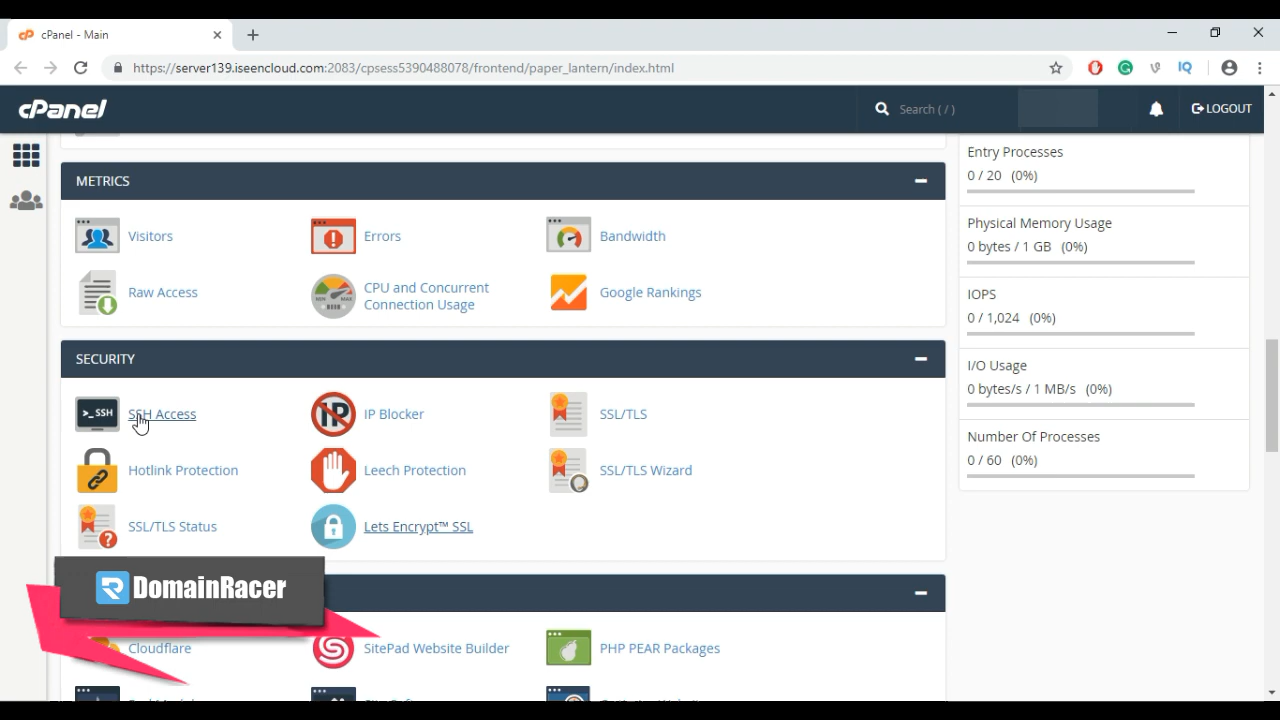 cPanel - Main
https://server139.iseencloud.com:2083/cpsess5390488078/frontend/paper_lantern/index.html
IQ
cPanel
Search ( / )
LOGOUT
METRICS
Visitors
Errors
Bandwidth
Raw Access
CPU and Concurrent
Connection Usage
Google Rankings
SECURITY
>_SSH
SSH Access
IP
IP Blocker
SSL/TLS
Hotlink Protection
Leech Protection
SSL/TLS Wizard
SSL/TLS Status
Lets Encrypt™ SSL
DomainRacer
Cloudflare
SitePad Website Builder
PHP PEAR Packages
Entry Processes
0 / 20 (0%)
Physical Memory Usage
0 bytes / 1 GB (0%)
IOPS
0 / 1,024 (0%)
I/O Usage
0 bytes/s / 1 MB/s (0%)
Number Of Processes
0 / 60 (0%)